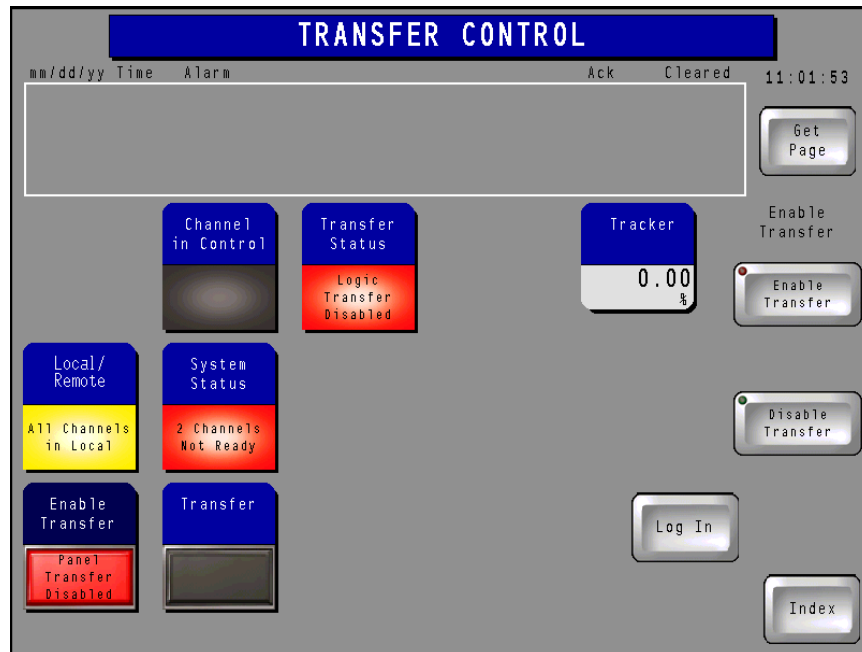 TRANSFER CONTROL
mm/dd/yy Time Alarm Ack Cleared
11:01:53
Get
Page
Channel
in Control
Transfer
Status
Logic
Transfer
Disabled
Tracker
0.00
%
Enable
Transfer
Enable
Transfer
Local/
Remote
All Channels
in Local
System
Status
2 Channels
Not Ready
Disable
Transfer
Enable
Transfer
Panel
Transfer
Disabled
Transfer
Log In
Index